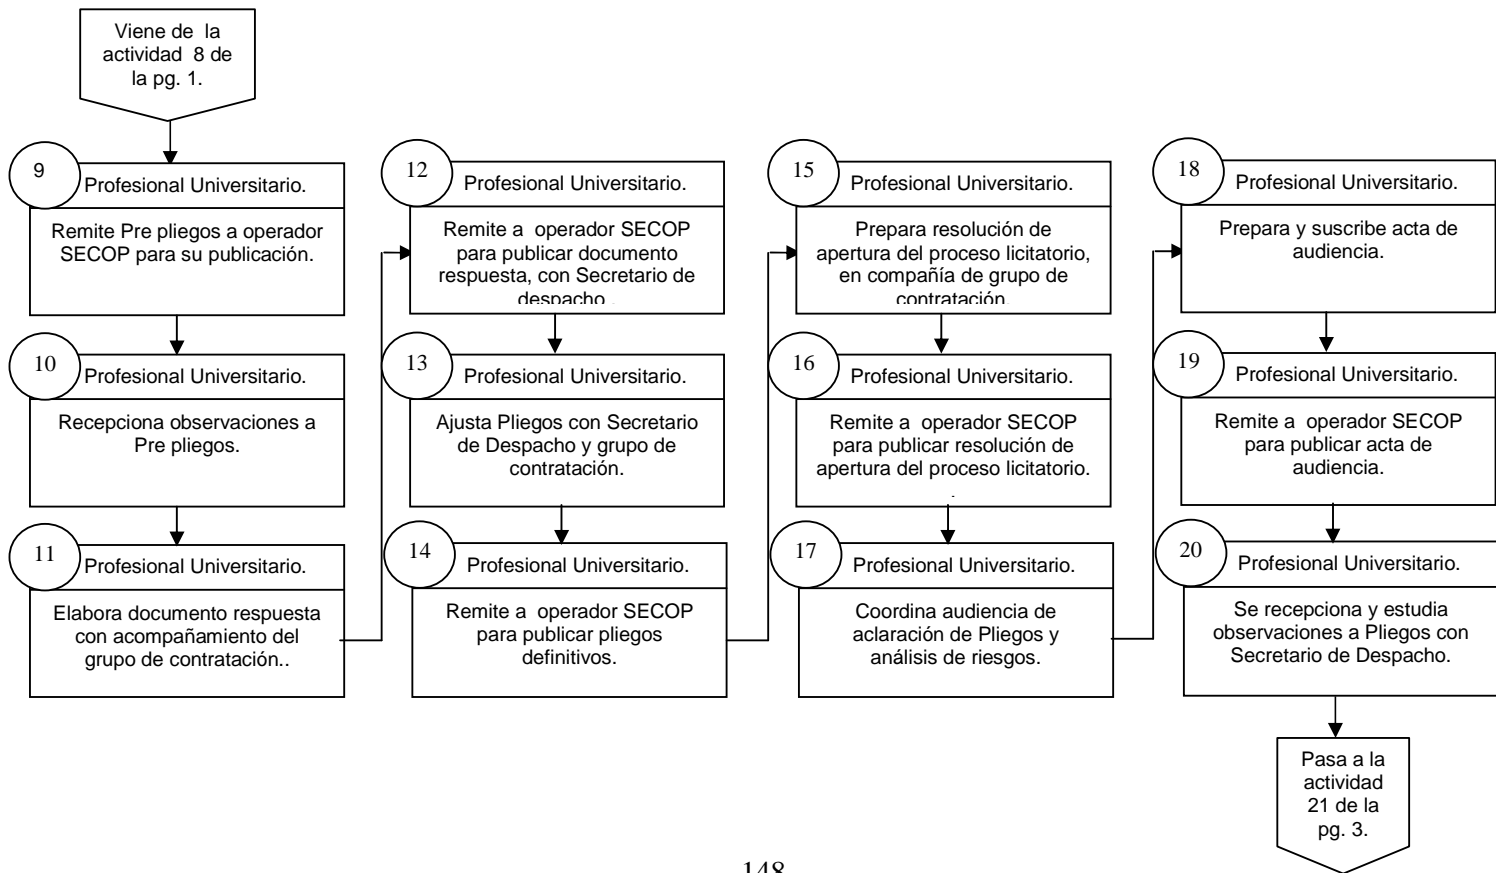 Viene de la
actividad 8 de
la pg. 1.
9
Profesional Universitario.
Remite Pre pliegos a operador
SECOP para su publicación.
10
Profesional Universitario.
Recepciona observaciones a
Pre pliegos.
11
Profesional Universitario.
Elabora documento respuesta
con acompañamiento del
grupo de contratación..
12
Profesional Universitario.
Remite a operador SECOP
para publicar documento
respuesta, con Secretario de
despacho .
13
Profesional Universitario.
Ajusta Pliegos con Secretario
de Despacho y grupo de
contratación.
14
Profesional Universitario.
Remite a operador SECOP
para publicar pliegos
definitivos.
15
Profesional Universitario.
Prepara resolución de
apertura del proceso licitatorio,
en compañía de grupo de
contratación.
16
Profesional Universitario.
Remite a operador SECOP
para publicar resolución de
apertura del proceso licitatorio.
.
17
Profesional Universitario.
Coordina audiencia de
aclaración de Pliegos y
análisis de riesgos.
18
Profesional Universitario.
Prepara y suscribe acta de
audiencia.
19
Profesional Universitario.
Remite a operador SECOP
para publicar acta de
audiencia.
20
Profesional Universitario.
Se recepciona y estudia
observaciones a Pliegos con
Secretario de Despacho.
Pasa a la
actividad
21 de la
pg. 3.
148